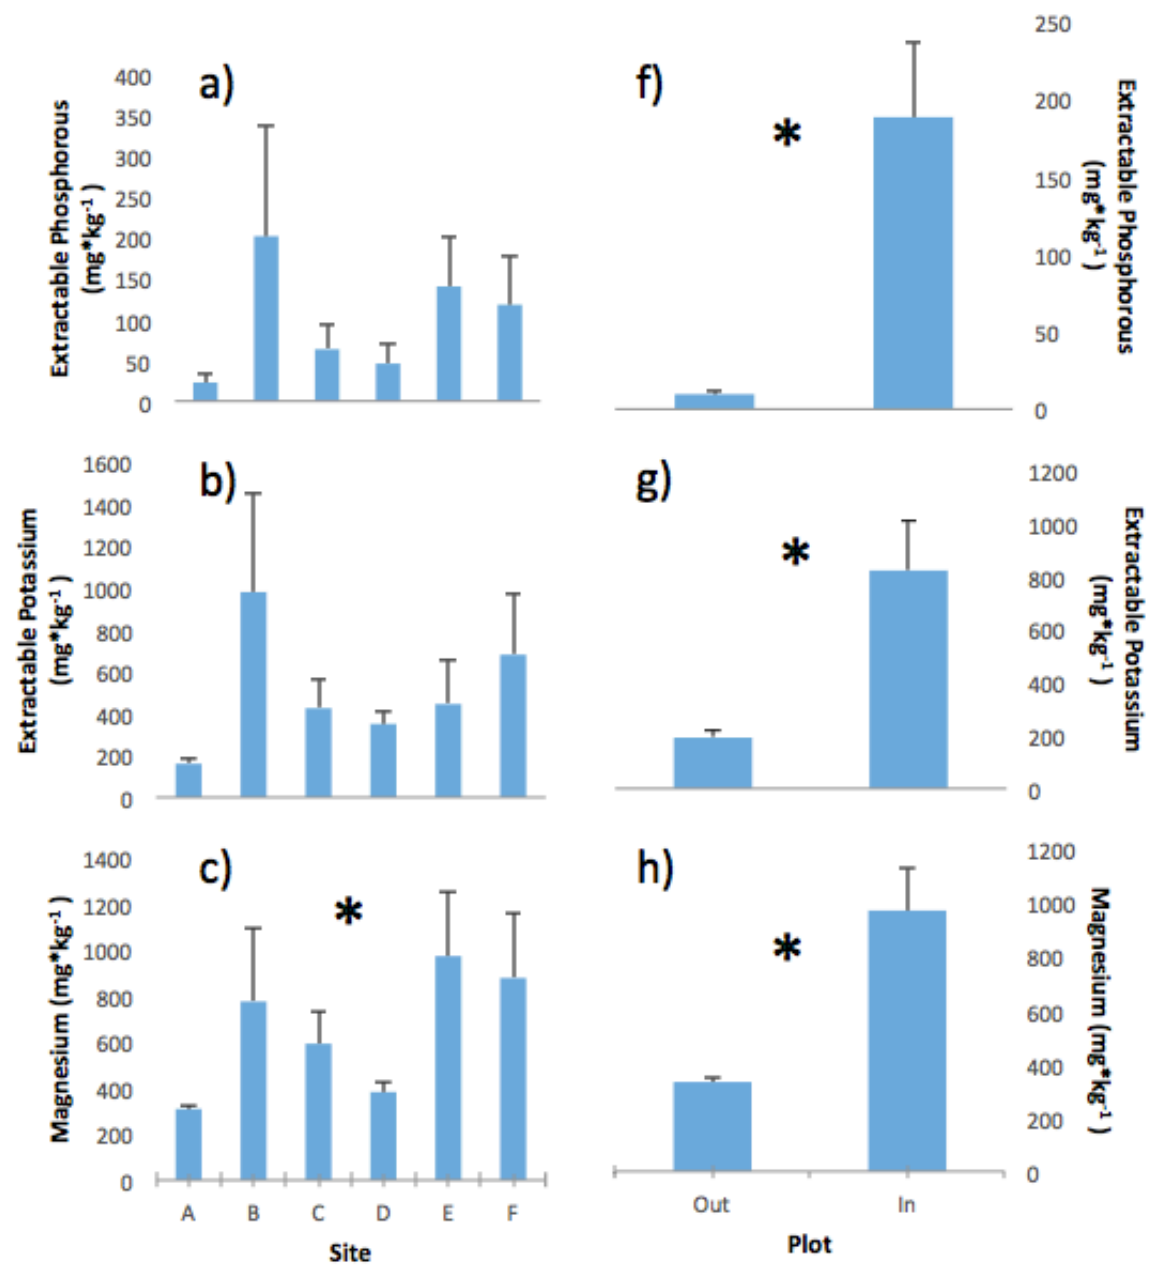 a)
Extractable Phosphorous
(mg*kg-1 )
400
350
300
250
200
150
100
50
0
f)
*
250
200
150
100
50
0
Extractable Phosphorous
(mg*kg-1 )
b)
Extractable Potassium
(mg*kg-1 )
1600
1400
1200
1000
800
600
400
200
0
g)
*
1200
1000
800
600
400
200
0
Extractable Potassium
(mg*kg-1 )
c)
*
Magnesium (mg*kg-1 )
1400
1200
1000
800
600
400
200
0
A B C D E F
Site
h)
*
1200
1000
800
600
400
200
0
Magnesium (mg*kg-1 )
Out In
Plot